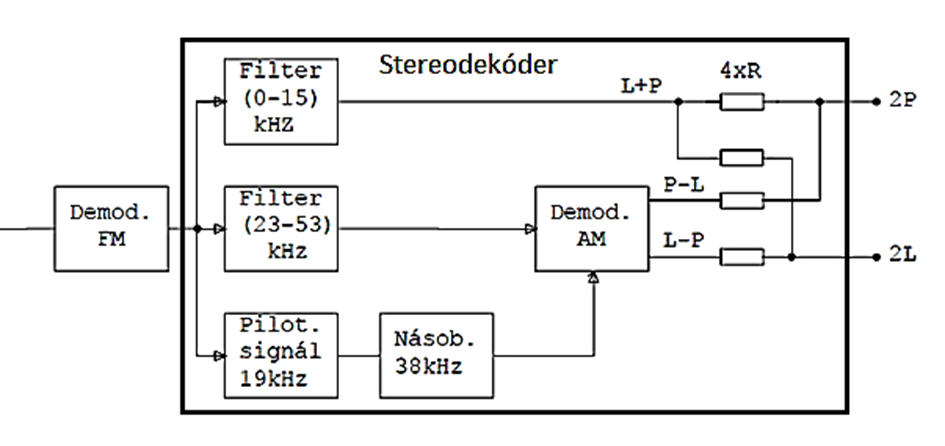 Stereodekóder
Filter
(0-15)
kHZ
L+P
4xR
2P
Demod.
FM
Filter
(23-53)
kHz
Demod.
AM
P-L
L-P
2L
Pilot.
signál
19kHz
Násob.
38kHz